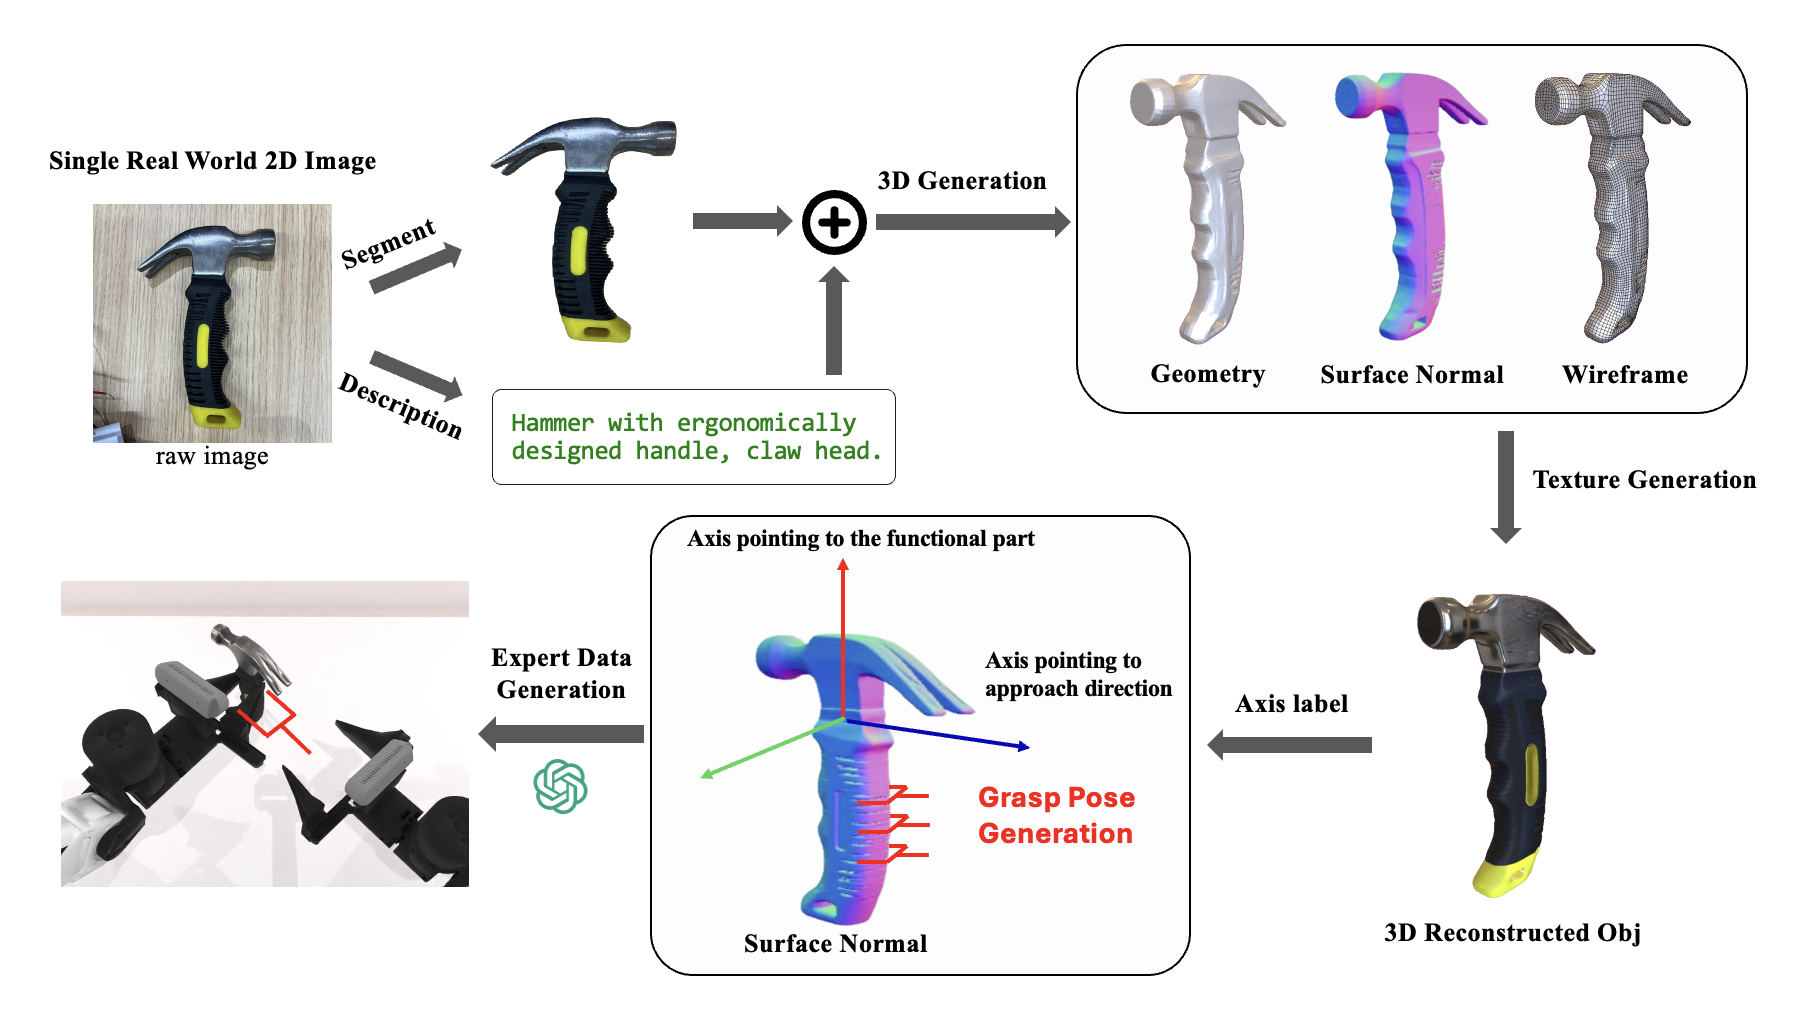 Single Real World 2D Image
raw image
Segment
Description
Hammer with ergonomically
designed handle, claw head.
3D Generation
Geometry
Surface Normal
Wireframe
Texture Generation
3D Reconstructed Obj
Axis label
Axis pointing to the functional part
Axis pointing to
approach direction
Grasp Pose
Generation
Surface Normal
Expert Data
Generation